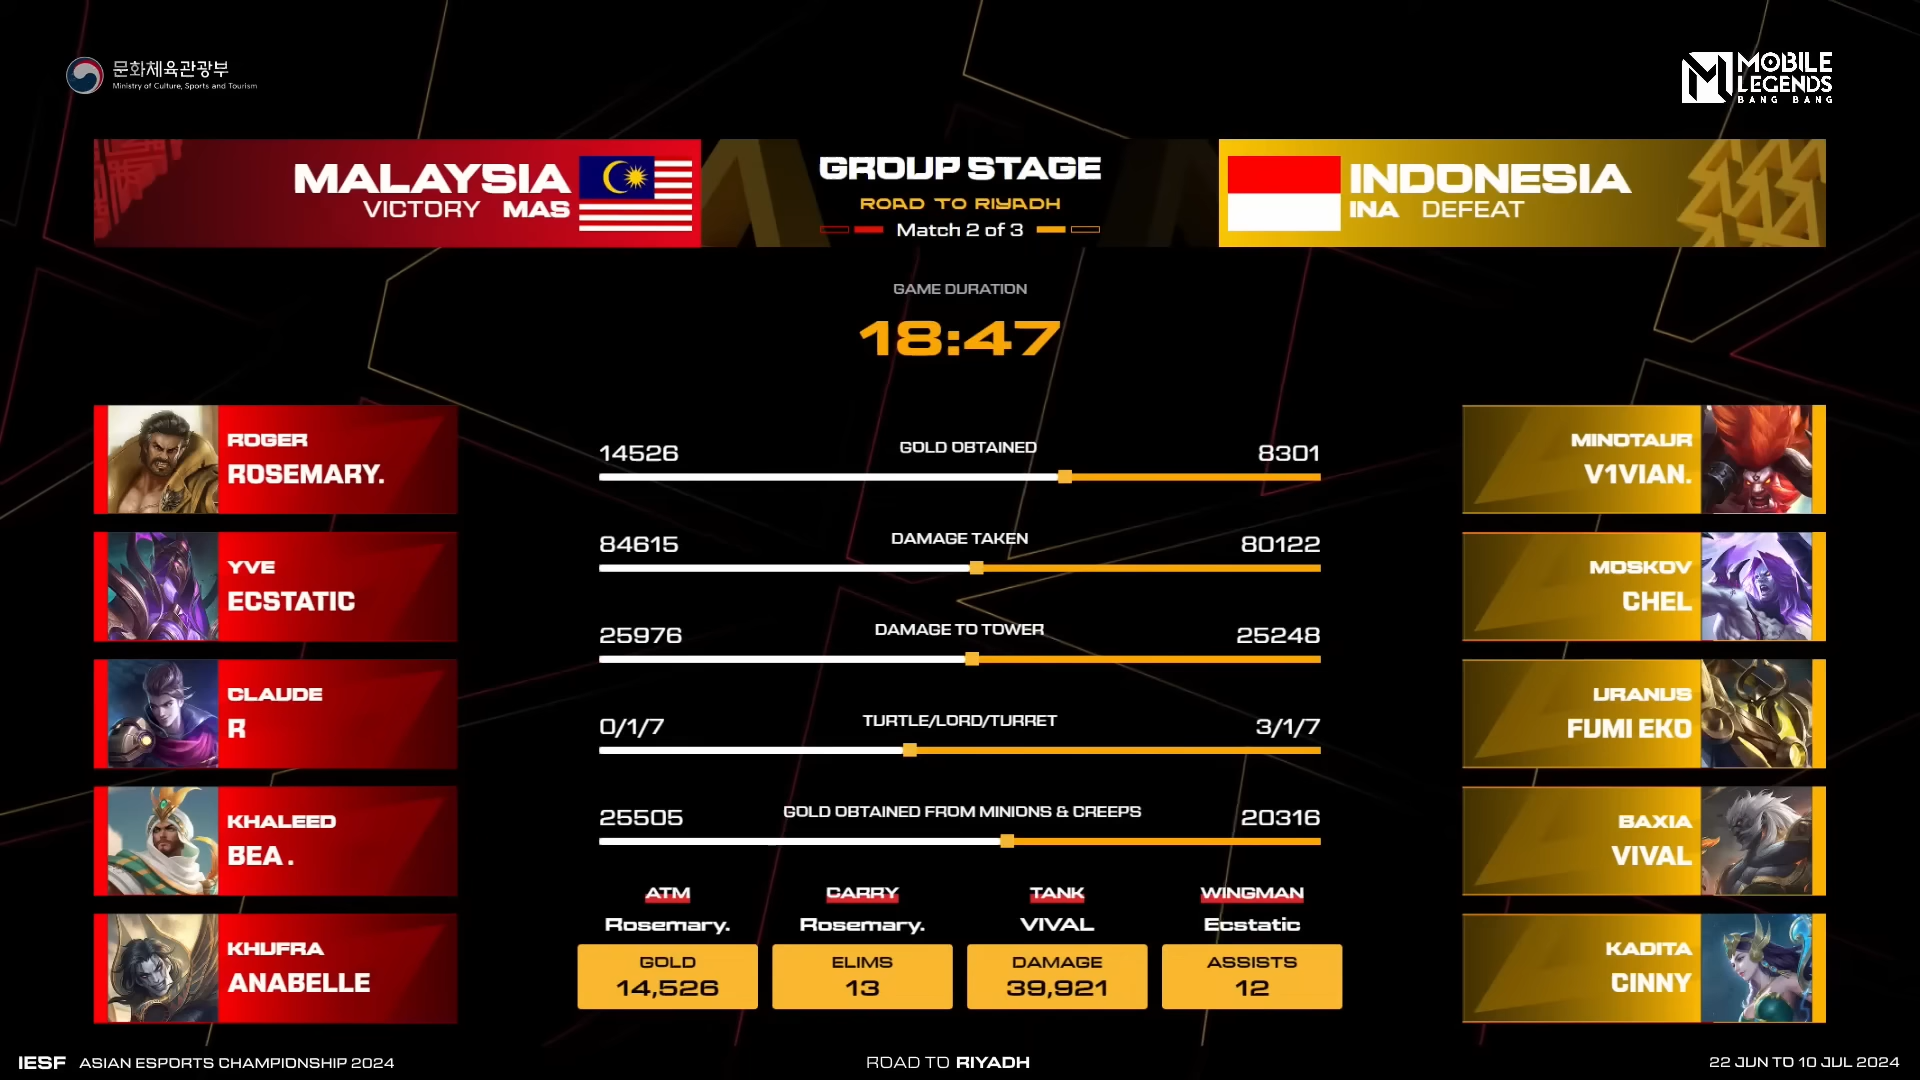 문화체육관광부
Ministry of Culture, Sports and Tourism
MOBILE
LEGENDS
BANG BANG
MALAYSIA
VICTORY MAS
GROUP STAGE
ROAD TO RIYADH
Match 2 of 3
INDONESIA
INA DEFEAT
GAME DURATION
18:47
ROGER
ROSEMARY.
YVE
ECSTATIC
CLAUDE
R
KHALEED
BEA .
KHUFRA
ANABELLE
14526 GOLD OBTAINED 8301
84615 DAMAGE TAKEN 80122
25976 DAMAGE TO TOWER 25248
0/1/7 TURTLE/LORD/TURRET 3/1/7
25505 GOLD OBTAINED FROM MINIONS & CREEPS 20316
ATM
Rosemary.
GOLD
14,526
CARRY
Rosemary.
ELIMS
13
TANK
VIVAL
DAMAGE
39,921
WINGMAN
Ecstatic
ASSISTS
12
MINOTAUR
V1VIAN.
MOSKOV
CHEL
URANUS
FUMI EKO
BAXIA
VIVAL
KADITA
CINNY
IESF ASIAN ESPORTS CHAMPIONSHIP 2024
ROAD TO RIYADH
22 JUN TO 10 JUL 2024